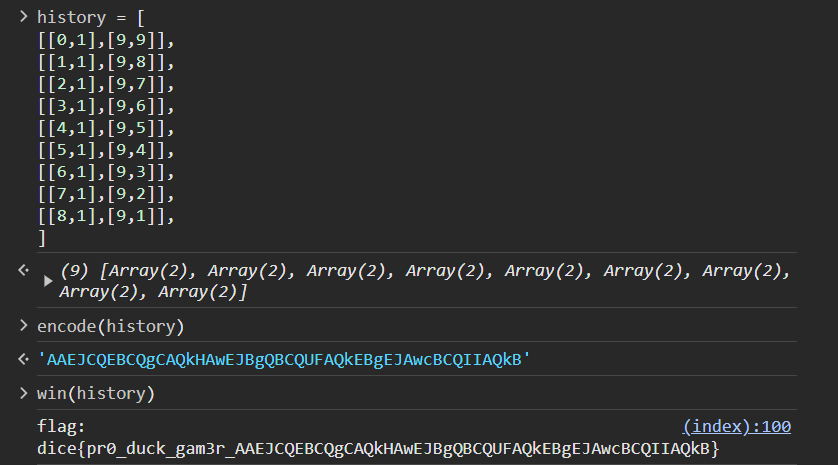 history = [
[[0,1],[9,9]],
[[1,1],[9,8]],
[[2,1],[9,7]],
[[3,1],[9,6]],
[[4,1],[9,5]],
[[5,1],[9,4]],
[[6,1],[9,3]],
[[7,1],[9,2]],
[[8,1],[9,1]],
]
(9) [Array(2), Array(2), Array(2), Array(2), Array(2), Array(2), Array(2),
Array(2), Array(2)]
encode(history)
'AAEJCQEBCQgCAQkHAwEJBgQBCQUFAQkEBgEJAwcBCQIIAQkB'
win(history)
flag: (index):100
dice{pr0_duck_gam3r_AAEJCQEBCQgCAQkHAwEJBgQBCQUFAQkEBgEJAwcBCQIIAQkB}